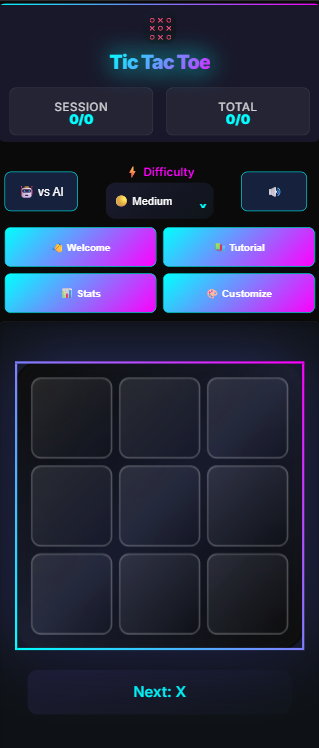 Tic Tac Toe
SESSION
0/0
TOTAL
0/0
vs AI
Difficulty
Medium
Welcome
Tutorial
Stats
Customize
Next: X